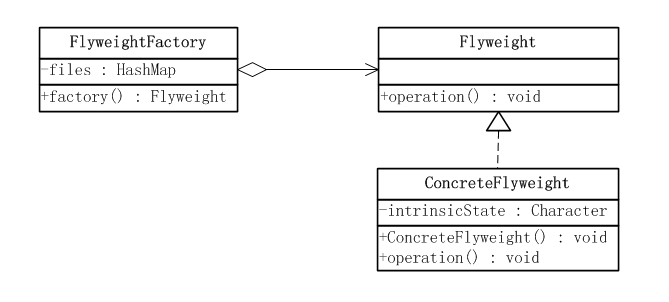 FlyweightFactory
-files : HashMap
+factory() : Flyweight
Flyweight
+operation() : void
ConcreteFlyweight
-intrinsicState : Character
+ConcreteFlyweight() : void
+operation() : void